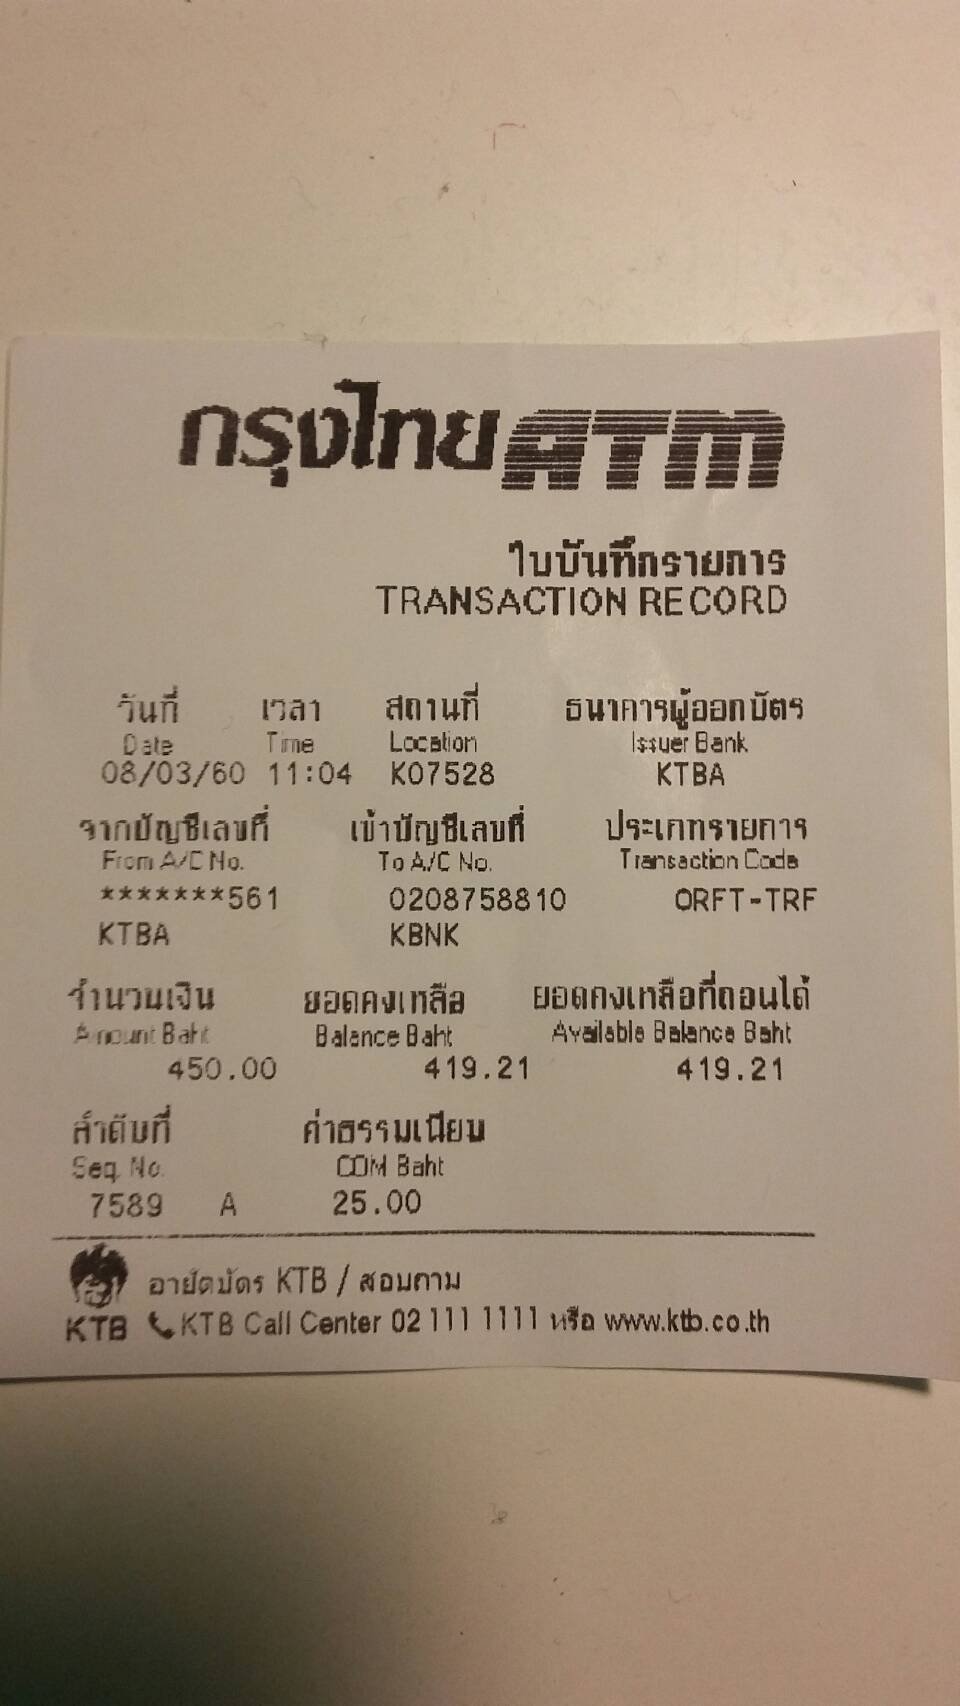 กรุงไทย ATM
ใบบันทึกรายการ
TRANSACTION RECORD
วันที่ เวลา สถานที่ ธนาคารผู้ออกบัตร
Date Time Location Issuer Bank
08/03/60 11:04 K07528 KTBA
จากบัญชีเลขที่ เข้าบัญชีเลขที่ ประเภทรายการ
From A/C No. To A/C No. Transaction Code
*******561 0208758810 ORFT-TRF
KTBA KBNK
จำนวนเงิน ยอดคงเหลือ ยอดคงเหลือที่ถอนได้
Amount Baht Balance Baht Available Balance Baht
450.00 419.21 419.21
ลำดับที่ ค่าธรรมเนียม
Seq. No. COM Baht
7589 A 25.00
อายัดบัตร KTB / สอบถาม
KTB KTB Call Center 02 111 1111 หรือ www.ktb.co.th